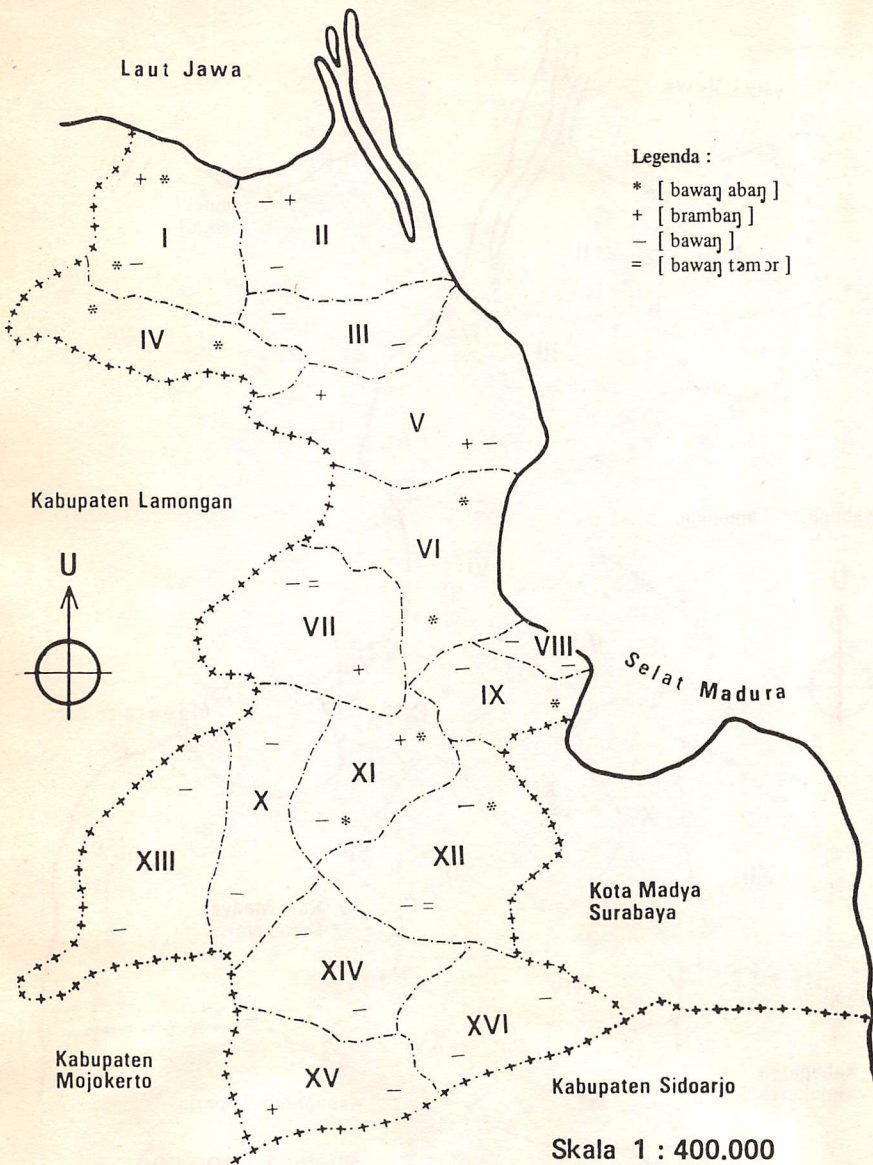 Laut Jawa
Legenda :
* [ bawaŋ abaŋ ]
+ [ brambaŋ ]
– [ bawaŋ ]
= [ bawaŋ təmɔr ]
+ *
I
* –
– +
II
–
–
III
–
*
IV
*
+
V
+ –
Kabupaten Lamongan
*
VI
*
U
– =
VII
+
–
VIII
–
–
IX
*
Selat Madura
–
X
–
+ *
XI
– *
– *
XII
– =
–
XIII
–
Kota Madya
Surabaya
–
XIV
–
–
XVI
–
XV
–
+
Kabupaten
Mojokerto
Kabupaten Sidoarjo
Skala 1 : 400.000